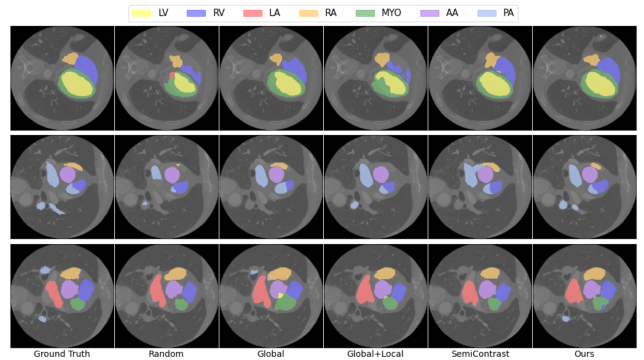 LV RV LA RA MYO AA PA
Ground Truth Random Global Global+Local SemiContrast Ours